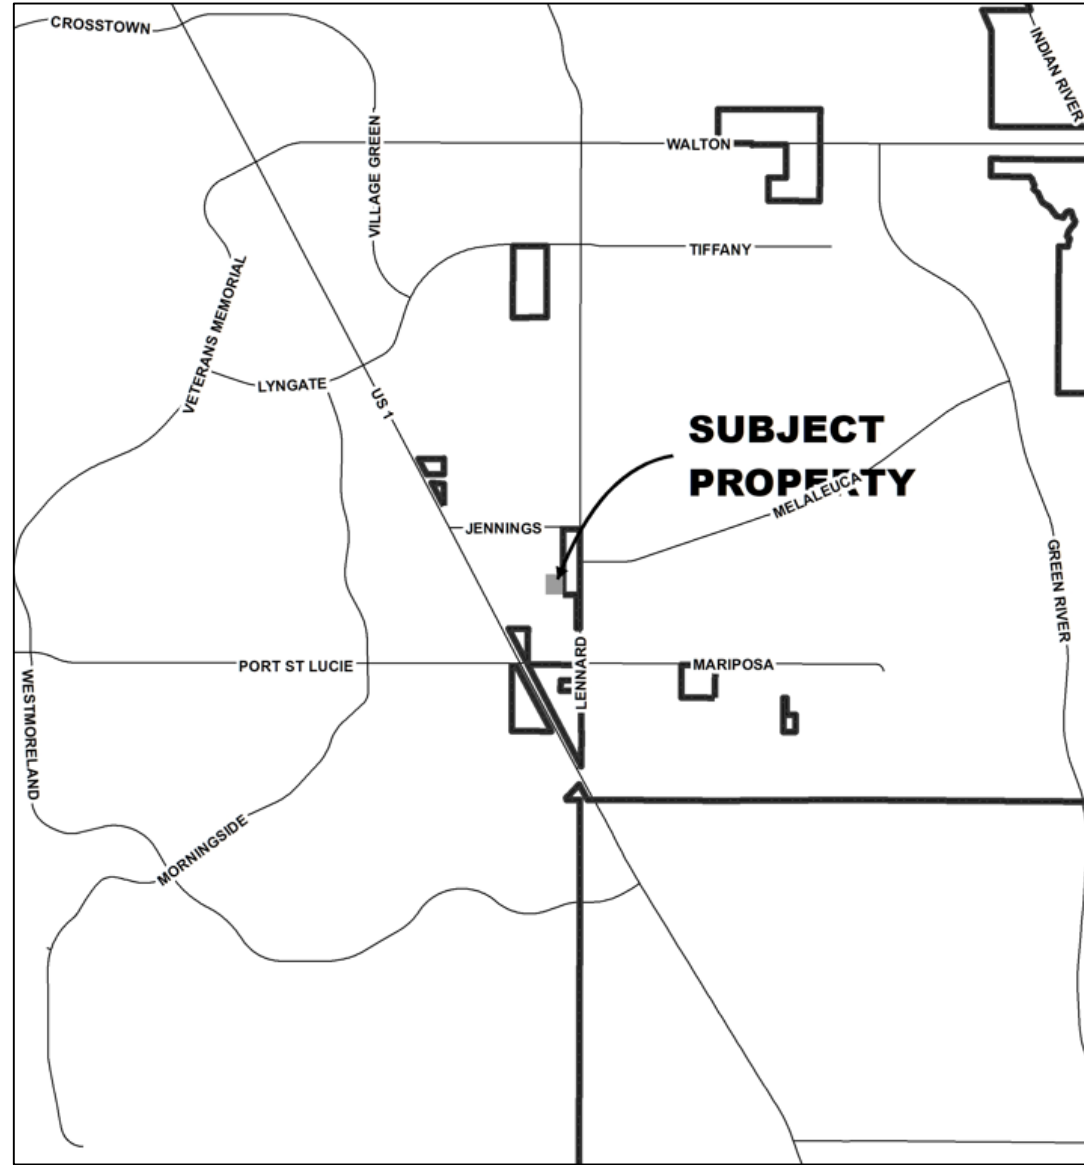 CROSSTOWN
INDIAN RIVER
VILLAGE GREEN
WALTON
TIFFANY
VETERANS MEMORIAL
LYNGATE
US 1
SUBJECT
PROPERTY
MELALEUCA
JENNINGS
GREEN RIVER
LENNARD
PORT ST LUCIE
MARIPOSA
WESTMORELAND
MORNINGSIDE